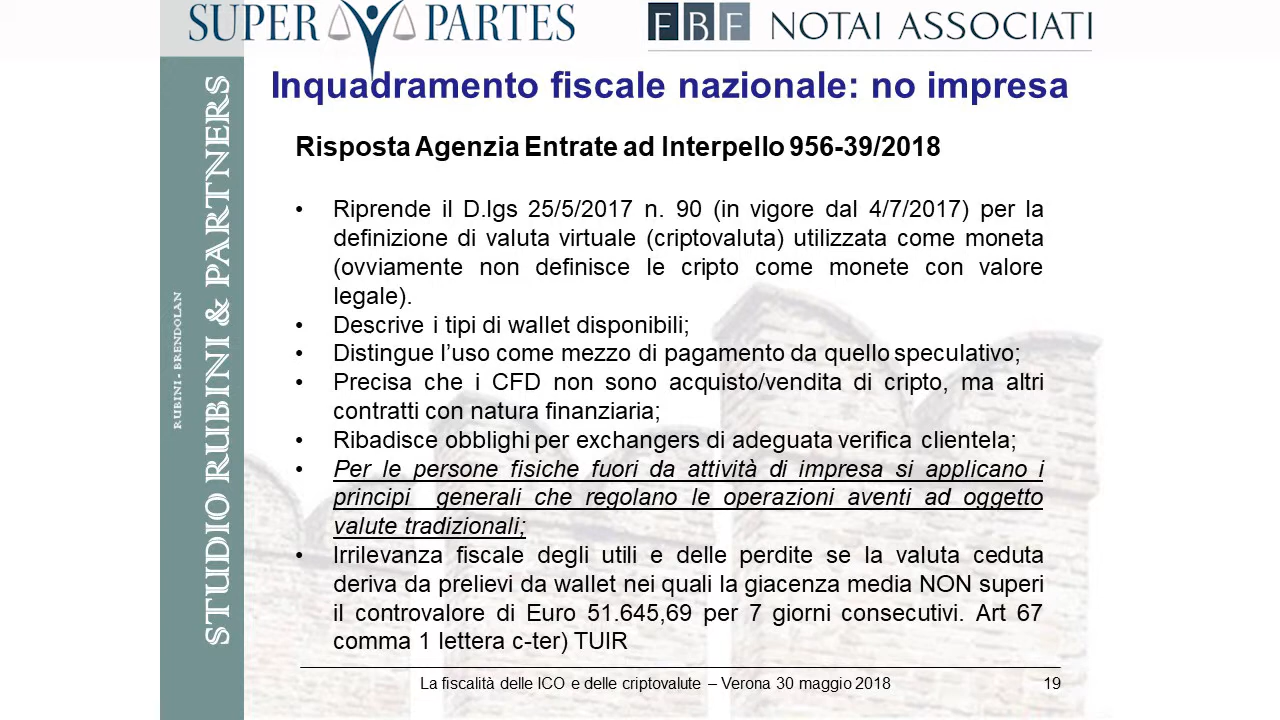 SUPER PARTES
FBF NOTAI ASSOCIATI
STUDIO RUBINI & PARTNERS
RUBINI - BRENDOLAN
Inquadramento fiscale nazionale: no impresa
Risposta Agenzia Entrate ad Interpello 956-39/2018
• Riprende il D.lgs 25/5/2017 n. 90 (in vigore dal 4/7/2017) per la
definizione di valuta virtuale (criptovaluta) utilizzata come moneta
(ovviamente non definisce le cripto come monete con valore
legale).
• Descrive i tipi di wallet disponibili;
• Distingue l'uso come mezzo di pagamento da quello speculativo;
• Precisa che i CFD non sono acquisto/vendita di cripto, ma altri
contratti con natura finanziaria;
• Ribadisce obblighi per exchangers di adeguata verifica clientela;
• Per le persone fisiche fuori da attività di impresa si applicano i
principi generali che regolano le operazioni aventi ad oggetto
valute tradizionali;
• Irrilevanza fiscale degli utili e delle perdite se la valuta ceduta
deriva da prelievi da wallet nei quali la giacenza media NON superi
il controvalore di Euro 51.645,69 per 7 giorni consecutivi. Art 67
comma 1 lettera c-ter) TUIR
La fiscalità delle ICO e delle criptovalute – Verona 30 maggio 2018
19